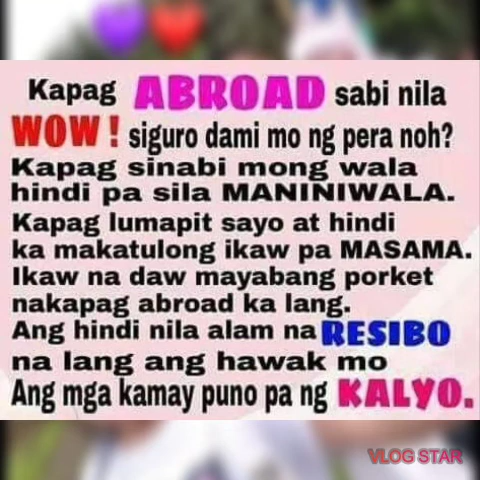 Kapag ABROAD sabi nila
WOW! siguro dami mo ng pera noh?
Kapag sinabi mong wala
hindi pa sila MANINIWALA.
Kapag lumapit sayo at hindi
ka makatulong ikaw pa MASAMA.
Ikaw na daw mayabang porket
nakapag abroad ka lang.
Ang hindi nila alam na RESIBO
na lang ang hawak mo
Ang mga kamay puno pa ng KALYO.
VLOG STAR